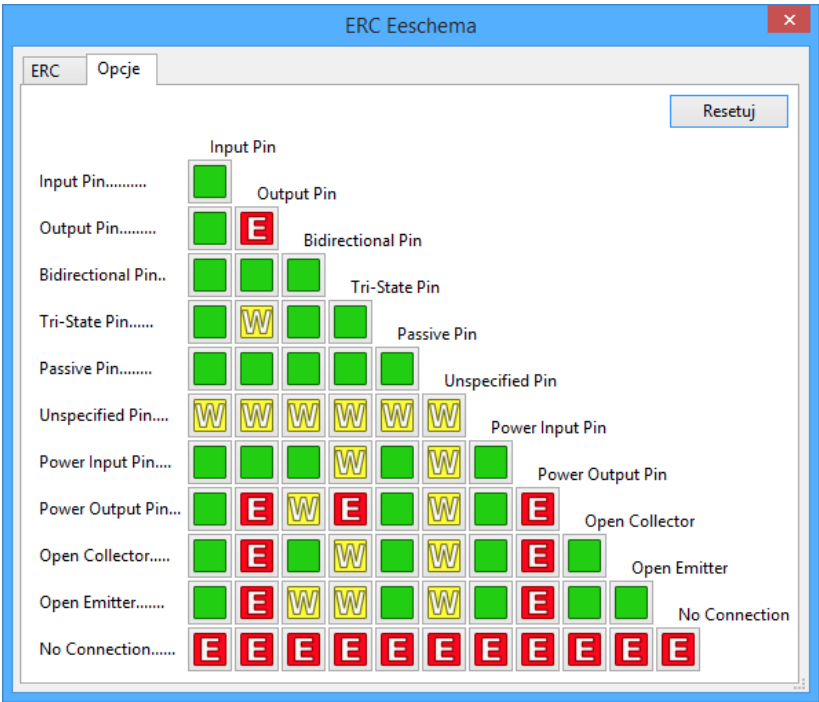 ERC Eeschema
ERC Opcje
Resetuj
Input Pin
Input Pin..........
Output Pin
Output Pin.........
E
Bidirectional Pin
Bidirectional Pin..
Tri-State Pin
Tri-State Pin......
W
Passive Pin
Passive Pin........
Unspecified Pin
Unspecified Pin....
W W W W W W
Power Input Pin
Power Input Pin....
W W
Power Output Pin
Power Output Pin...
E W E W E
Open Collector
Open Collector.....
E W W E
Open Emitter
Open Emitter.......
E W W W E
No Connection
No Connection......
E E E E E E E E E E E